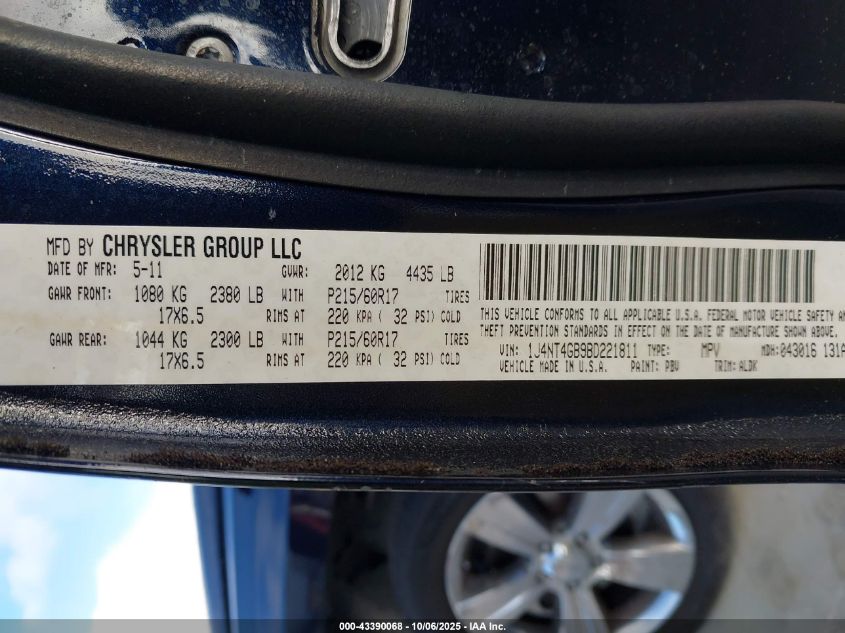 MFD BY CHRYSLER GROUP LLC
DATE OF MFR: 5-11 GVWR: 2012 KG 4435 LB
GAWR FRONT: 1080 KG 2380 LB WITH P215/60R17 TIRES
17X6.5 RIMS AT 220 KPA ( 32 PSI) COLD
GAWR REAR: 1044 KG 2300 LB WITH P215/60R17 TIRES
17X6.5 RIMS AT 220 KPA ( 32 PSI) COLD
THIS VEHICLE CONFORMS TO ALL APPLICABLE U.S.A. FEDERAL MOTOR VEHICLE SAFETY AN
THEFT PREVENTION STANDARDS IN EFFECT ON THE DATE OF MANUFACTURE SHOWN ABOVE.
VIN: 1J4NT4GB9BD221811 TYPE: MPV MDH:043016 131A
VEHICLE MADE IN U.S.A. PAINT: PBV TRIM: ALDK
000-43390068 - 10/06/2025 - IAA Inc.